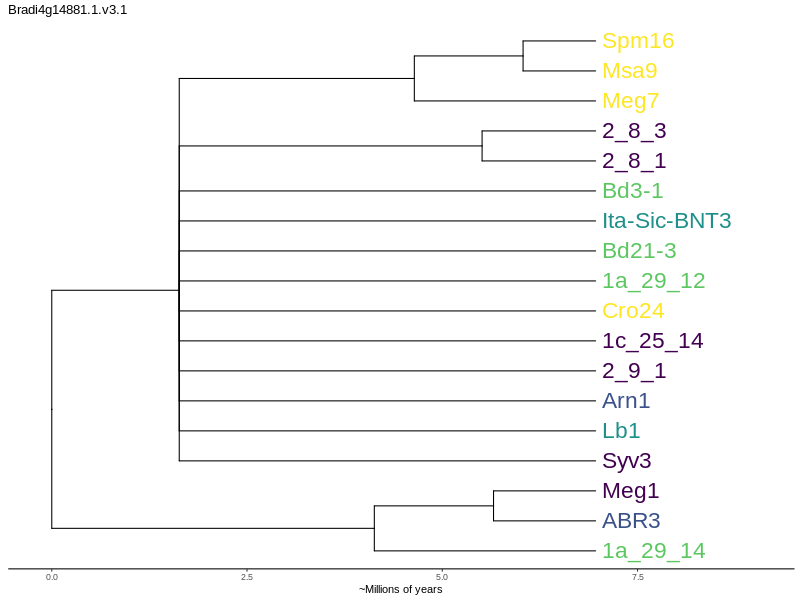 Bradi4g14881.1.v3.1
Spm16
Msa9
Meg7
2_8_3
2_8_1
Bd3-1
Ita-Sic-BNT3
Bd21-3
1a_29_12
Cro24
1c_25_14
2_9_1
Arn1
Lb1
Syv3
Meg1
ABR3
1a_29_14
0.0 2.5 5.0 7.5
~Millions of years